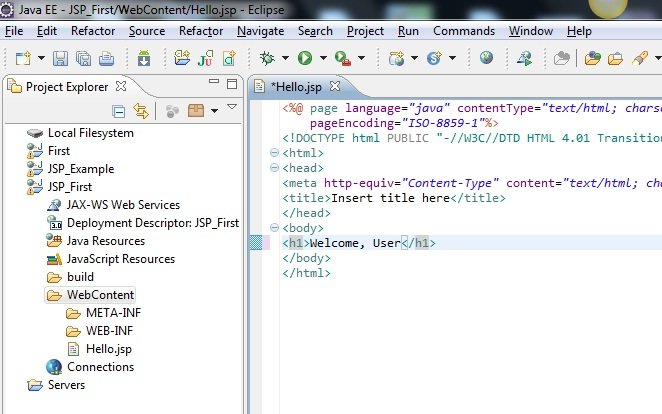 Java EE - JSP_First/WebContent/Hello.jsp - Eclipse
File Edit Refactor Source Refactor Navigate Search Project Run Commands Window Help
Project Explorer
*Hello.jsp
Local Filesystem
First
JSP_Example
JSP_First
JAX-WS Web Services
Deployment Descriptor: JSP_First
3.0
Java Resources
JavaScript Resources
build
WebContent
META-INF
WEB-INF
Hello.jsp
Connections
Servers
<%@ page language="java" contentType="text/html; charse
pageEncoding="ISO-8859-1"%>
<!DOCTYPE html PUBLIC "-//W3C//DTD HTML 4.01 Transition
<html>
<head>
<meta http-equiv="Content-Type" content="text/html; char
<title>Insert title here</title>
</head>
<body>
<h1>Welcome, User</h1>
</body>
</html>